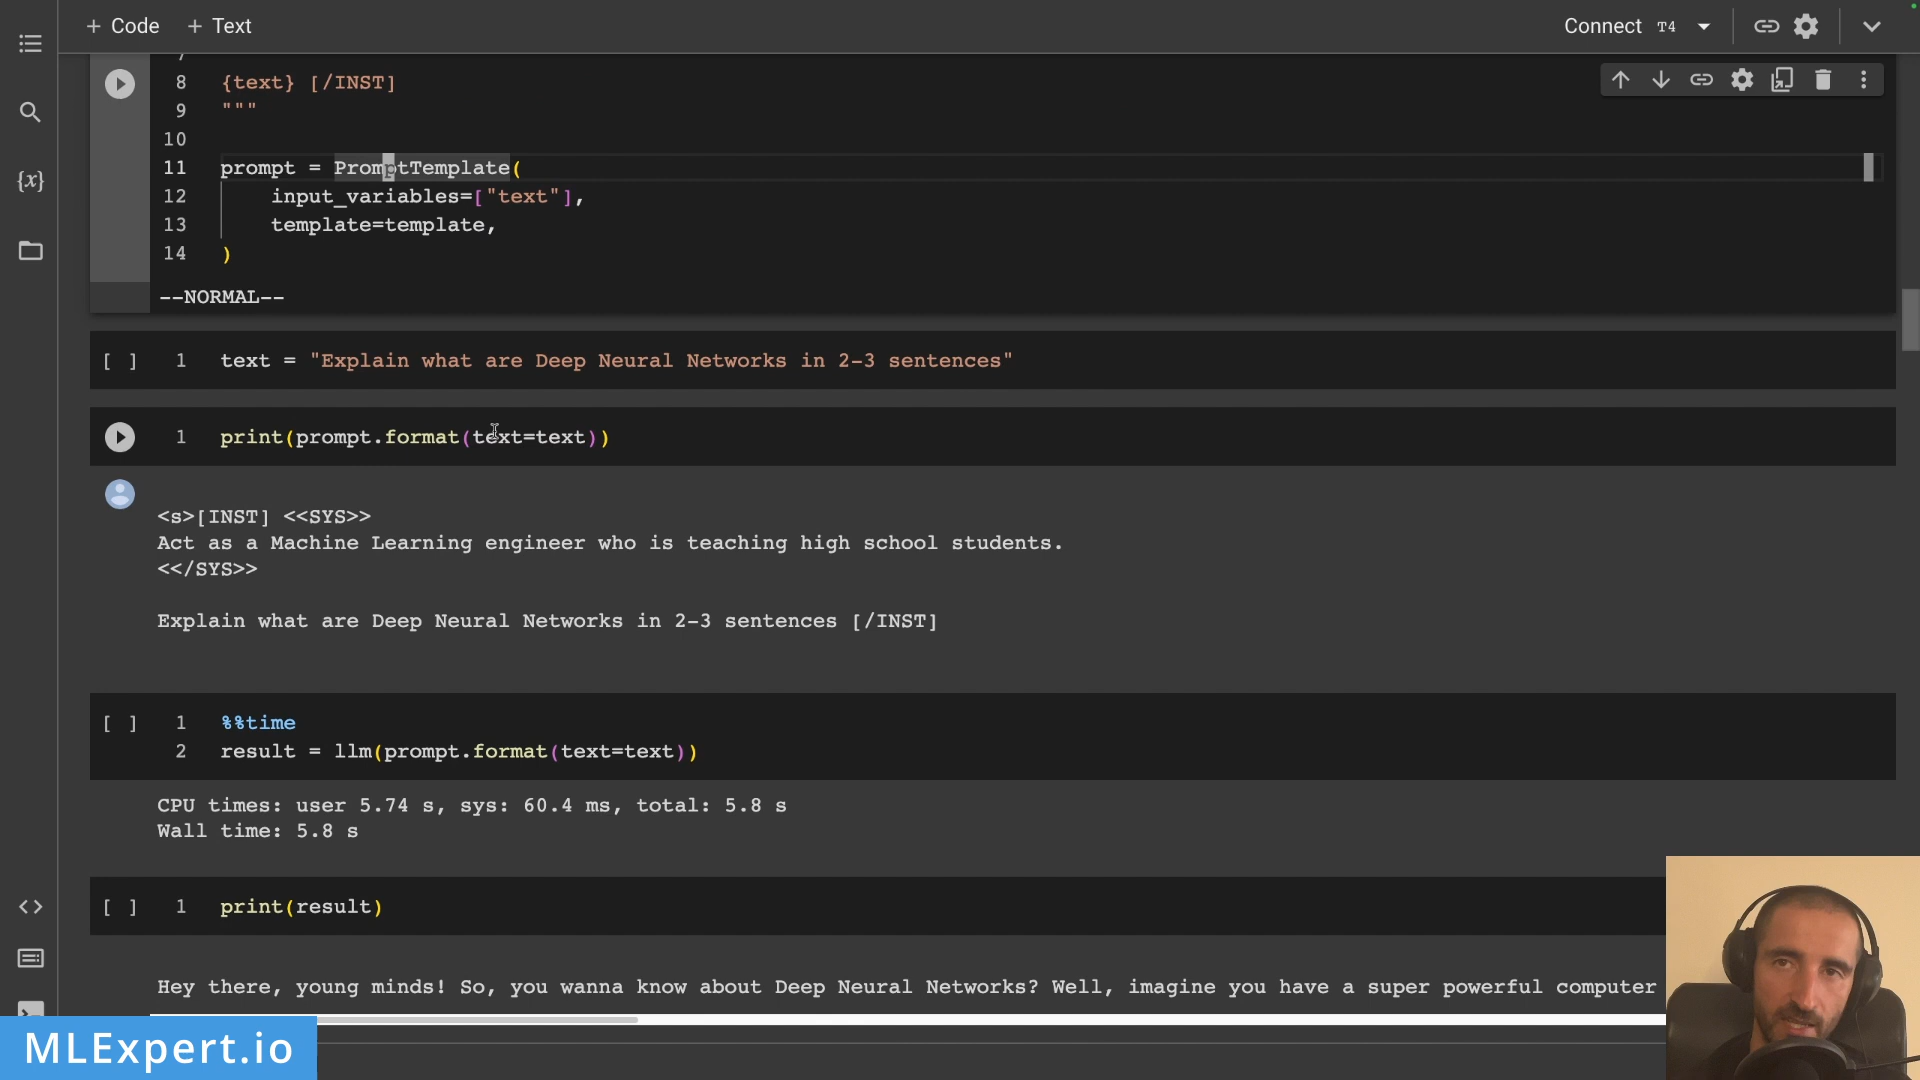 + Code + Text
Connect T4
{x}
7
8 {text} [/INST]
9 """
10
11 prompt = PromptTemplate(
12 input_variables=["text"],
13 template=template,
14 )
--NORMAL--
[ ] 1 text = "Explain what are Deep Neural Networks in 2-3 sentences"
1 print(prompt.format(text=text))
<s>[INST] <<SYS>>
Act as a Machine Learning engineer who is teaching high school students.
<</SYS>>
Explain what are Deep Neural Networks in 2-3 sentences [/INST]
[ ] 1 %%time
2 result = llm(prompt.format(text=text))
CPU times: user 5.74 s, sys: 60.4 ms, total: 5.8 s
Wall time: 5.8 s
[ ] 1 print(result)
Hey there, young minds! So, you wanna know about Deep Neural Networks? Well, imagine you have a super powerful computer
MLExpert.io